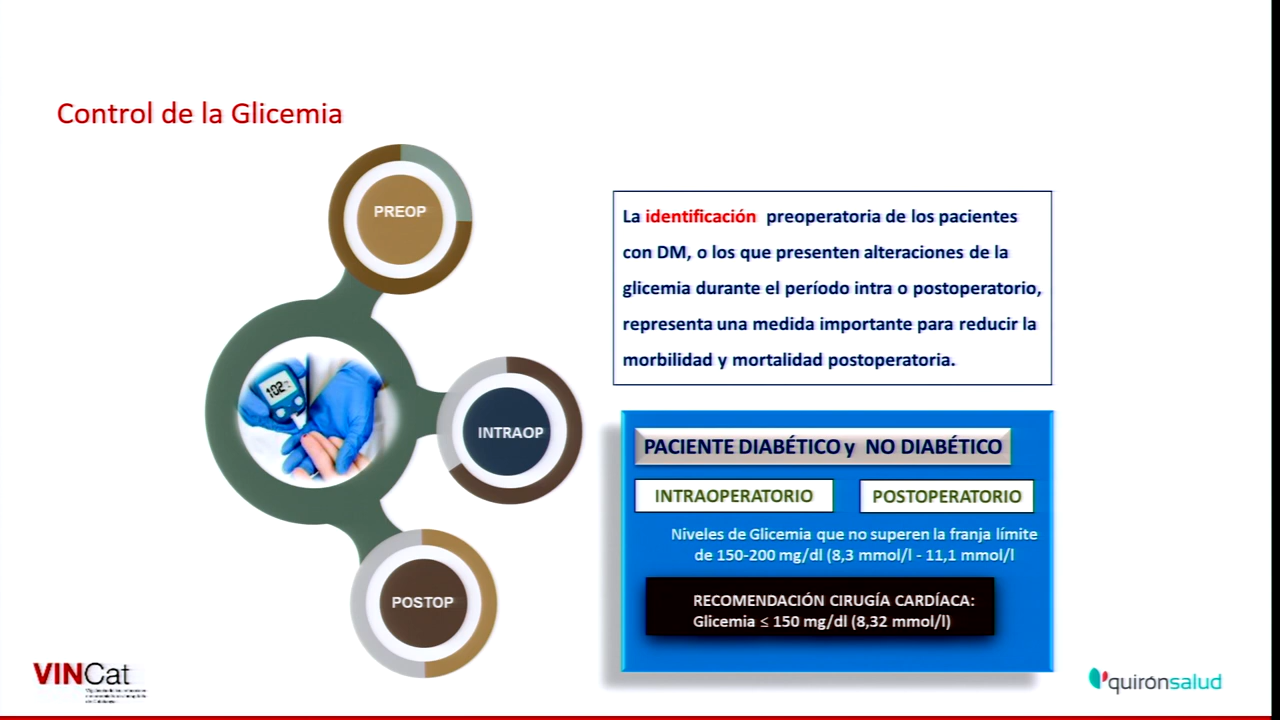 Control de la Glicemia
PREOP
La identificación preoperatoria de los pacientes
con DM, o los que presenten alteraciones de la
glicemia durante el período intra o postoperatorio,
representa una medida importante para reducir la
morbilidad y mortalidad postoperatoria.
102
INTRAOP
PACIENTE DIABÉTICO y NO DIABÉTICO
INTRAOPERATORIO
POSTOPERATORIO
Niveles de Glicemia que no superen la franja límite
de 150-200 mg/dl (8,3 mmol/l - 11,1 mmol/l
POSTOP
RECOMENDACIÓN CIRUGÍA CARDÍACA:
Glicemia ≤ 150 mg/dl (8,32 mmol/l)
VINCat
quirónsalud